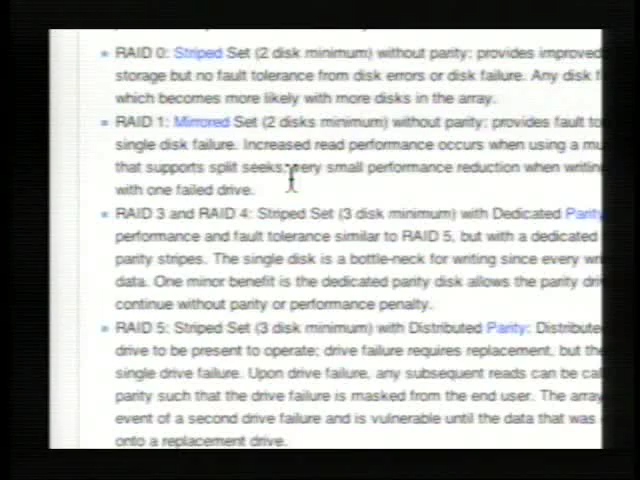 RAID 0: Striped Set (2 disk minimum) without parity: provides improved
storage but no fault tolerance from disk errors or disk failure. Any disk f
which becomes more likely with more disks in the array.
RAID 1: Mirrored Set (2 disks minimum) without parity: provides fault to
single disk failure. Increased read performance occurs when using a mu
that supports split seeks, very small performance reduction when writing
with one failed drive.
RAID 3 and RAID 4: Striped Set (3 disk minimum) with Dedicated Parity
performance and fault tolerance similar to RAID 5, but with a dedicated
parity stripes. The single disk is a bottle-neck for writing since every wri
data. One minor benefit is the dedicated parity disk allows the parity dri
continue without parity or performance penalty.
RAID 5: Striped Set (3 disk minimum) with Distributed Parity: Distribute
drive to be present to operate; drive failure requires replacement, but the
single drive failure. Upon drive failure, any subsequent reads can be cal
parity such that the drive failure is masked from the end user. The array
event of a second drive failure and is vulnerable until the data that was
onto a replacement drive.